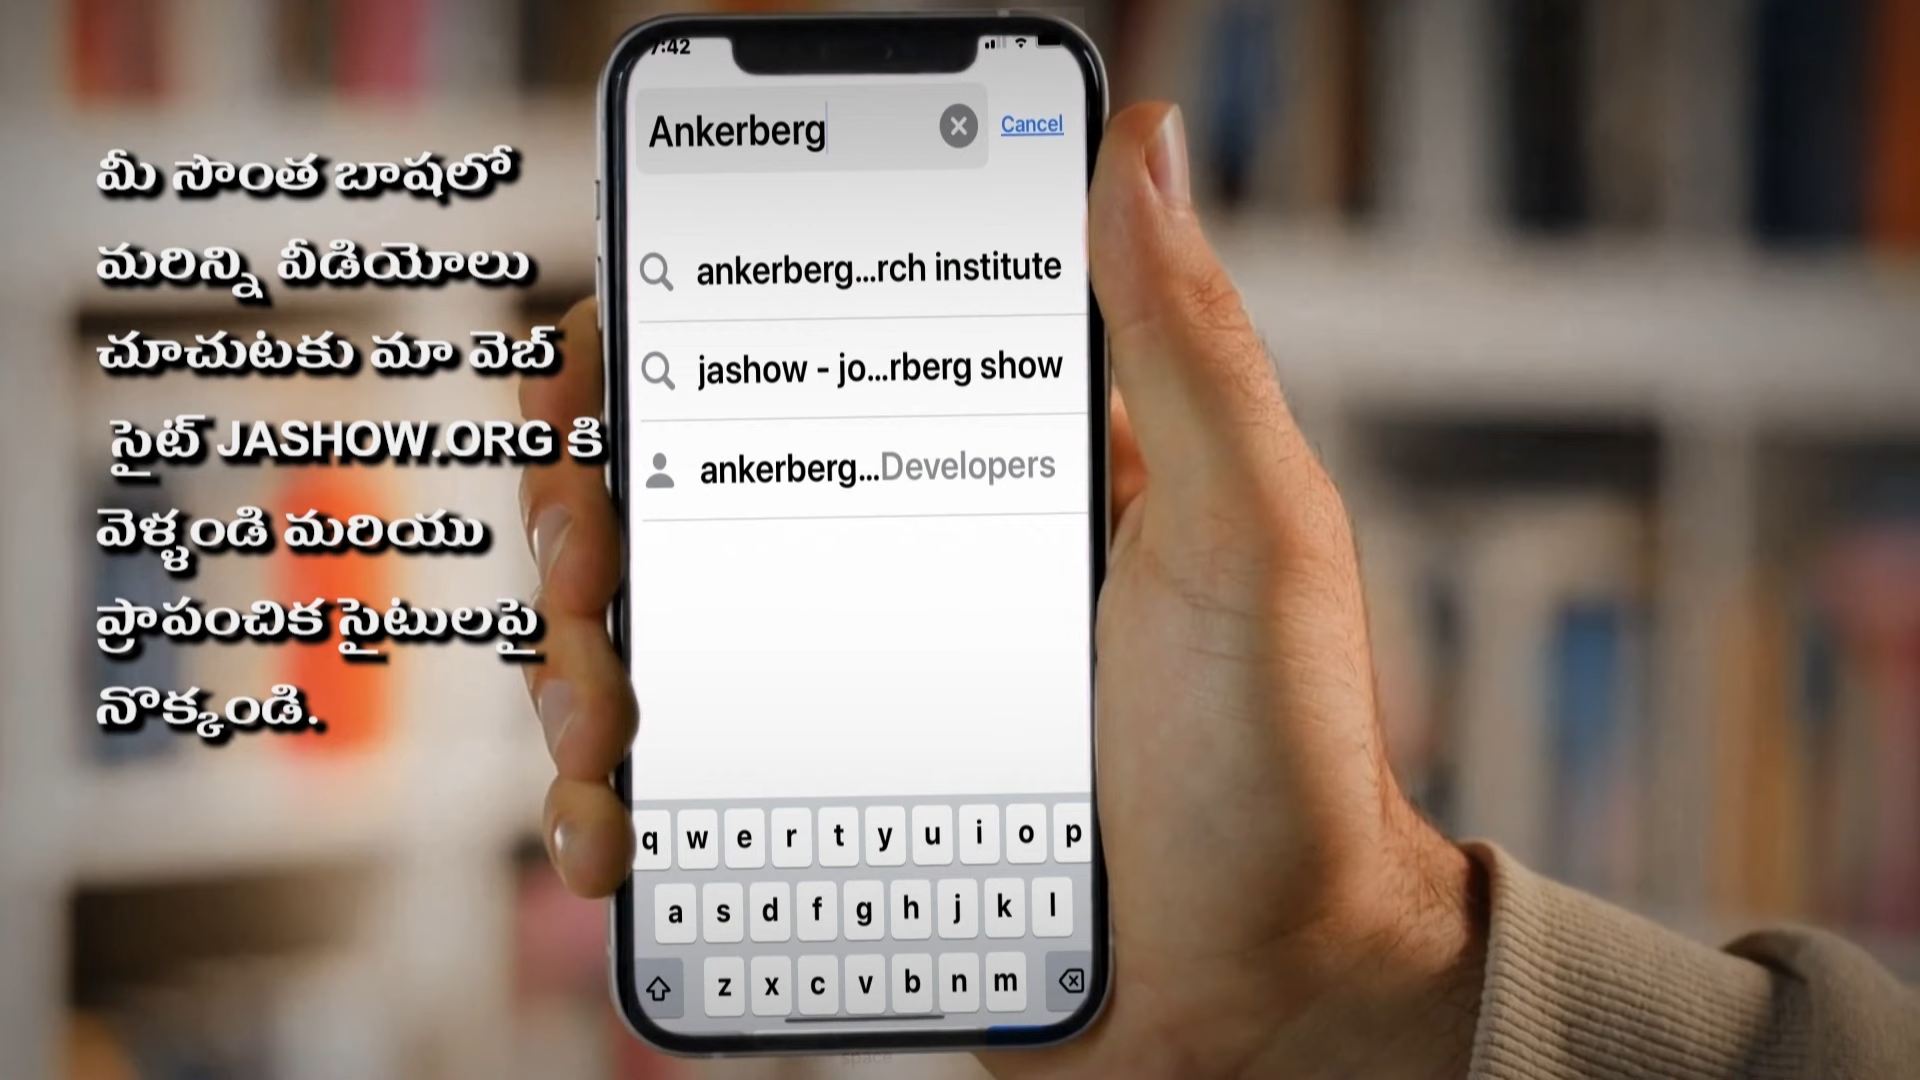 మీ సొంత బాషలో
మరిన్ని వీడియోలు
చూచుటకు మా వెబ్
సైట్ JASHOW.ORG కి
వెళ్ళండి మరియు
ప్రాపంచిక సైటులపై
నొక్కండి.
7:42
Ankerberg
Cancel
ankerberg...rch institute
jashow - jo...rberg show
ankerberg...Developers
q w e r t y u i o p
a s d f g h j k l
z x c v b n m
space